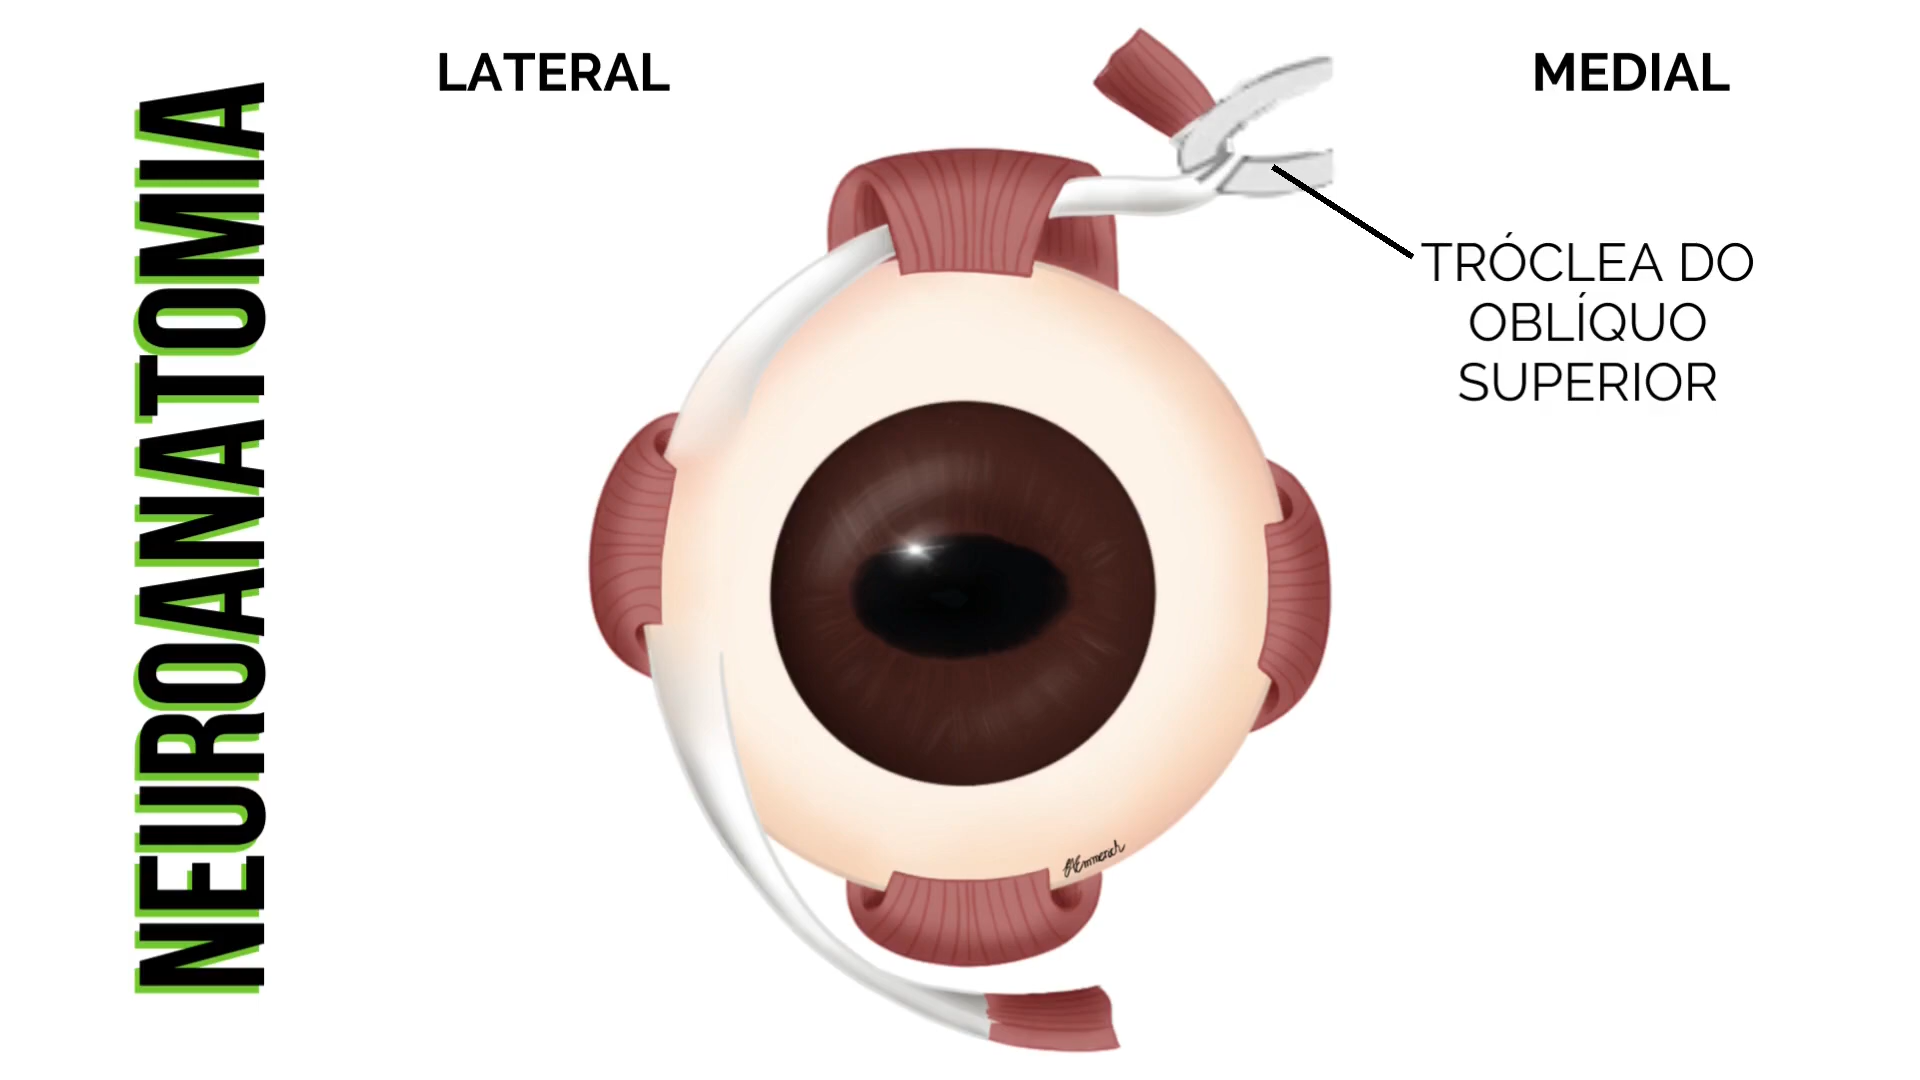 NEUROANATOMIA
LATERAL
MEDIAL
TRÓCLEA DO
OBLÍQUO
SUPERIOR